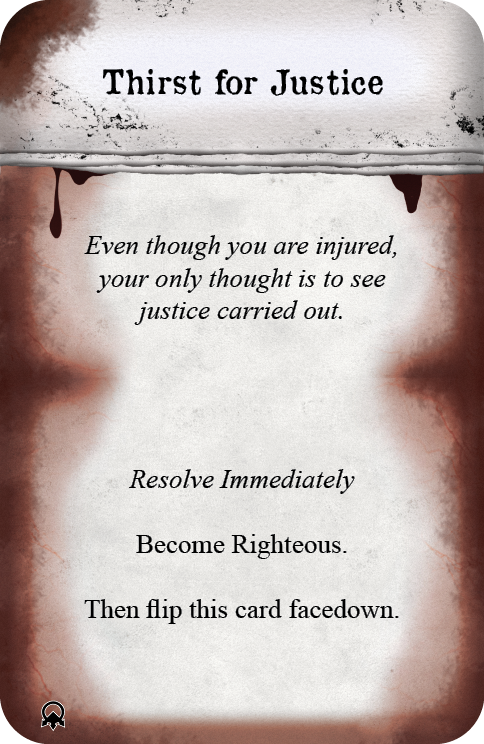 Thirst for Justice
Even though you are injured,
your only thought is to see
justice carried out.
Resolve Immediately
Become Righteous.
Then flip this card facedown.